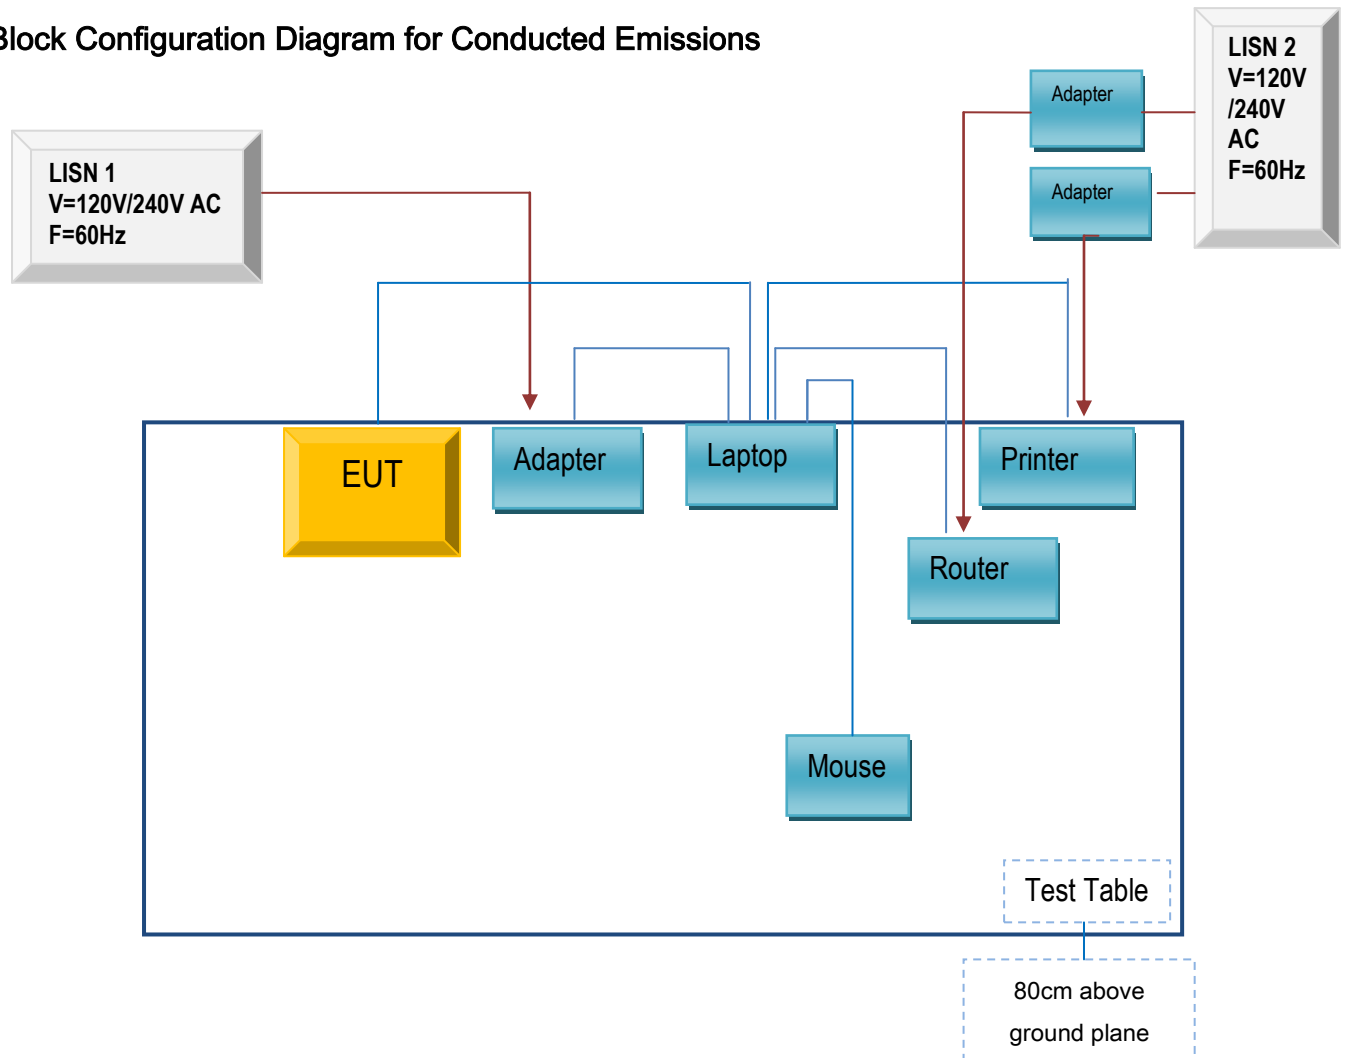 Block Configuration Diagram for Conducted Emissions
LISN 1
V=120V/240V AC
F=60Hz
LISN 2
V=120V
/240V
AC
F=60Hz
Adapter
Adapter
EUT
Adapter
Laptop
Printer
Router
Mouse
Test Table
80cm above
ground plane